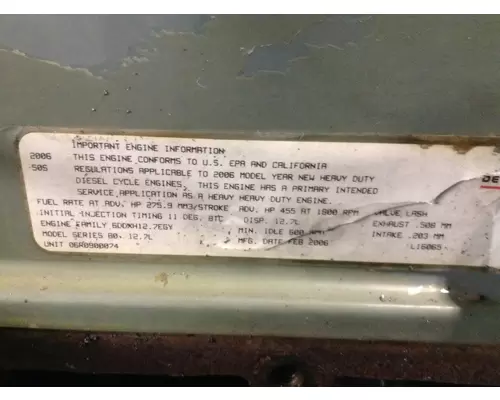 IMPORTANT ENGINE INFORMATION
2006 THIS ENGINE CONFORMS TO U.S. EPA AND CALIFORNIA
505 REGULATIONS APPLICABLE TO 2006 MODEL YEAR NEW HEAVY DUTY
DIESEL CYCLE ENGINES. THIS ENGINE HAS A PRIMARY INTENDED
SERVICE APPLICATION AS A HEAVY HEAVY DUTY ENGINE.
DE
FUEL RATE AT ADV. HP 275.9 MM3/STROKE ADV. HP 455 AT 1800 RPM VALVE LASH
INITIAL INJECTION TIMING 11 DEG. BTC DISP. 12.7L EXHAUST .508 MM
ENGINE FAMILY 6DDXH12.7EGY MIN. IDLE 600 RPM INTAKE .203 MM
MODEL SERIES 60, 12.7L MFG. DATE FEB 2006
UNIT 06R0900074